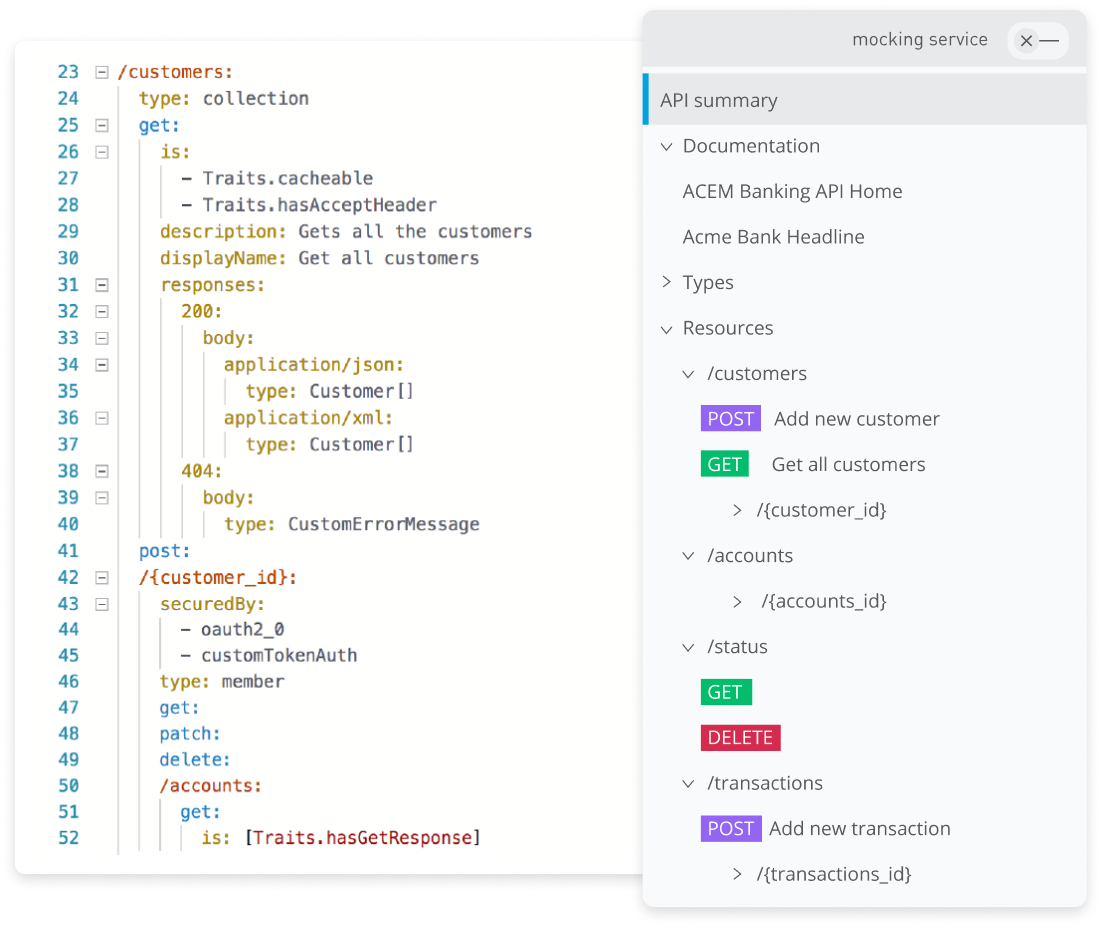 23 /customers:
24 type: collection
25 get:
26 is:
27 - Traits.cacheable
28 - Traits.hasAcceptHeader
29 description: Gets all the customers
30 displayName: Get all customers
31 responses:
32 200:
33 body:
34 application/json:
35 type: Customer[]
36 application/xml:
37 type: Customer[]
38 404:
39 body:
40 type: CustomErrorMessage
41 post:
42 /{customer_id}:
43 securedBy:
44 - oauth2_0
45 - customTokenAuth
46 type: member
47 get:
48 patch:
49 delete:
50 /accounts:
51 get:
52 is: [Traits.hasGetResponse]
mocking service
API summary
Documentation
ACEM Banking API Home
Acme Bank Headline
Types
Resources
/customers
POST Add new customer
GET Get all customers
/{customer_id}
/accounts
/{accounts_id}
/status
GET
DELETE
/transactions
POST Add new transaction
/{transactions_id}